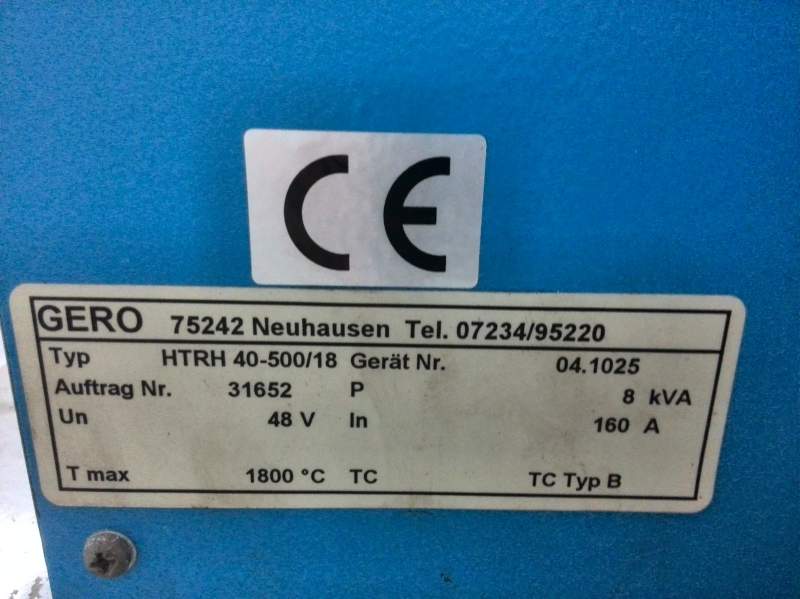 CE
GERO 75242 Neuhausen Tel. 07234/95220
Typ HTRH 40-500/18 Gerät Nr. 04.1025
Auftrag Nr. 31652 P 8 kVA
Un 48 V In 160 A
T max 1800 °C TC TC Typ B